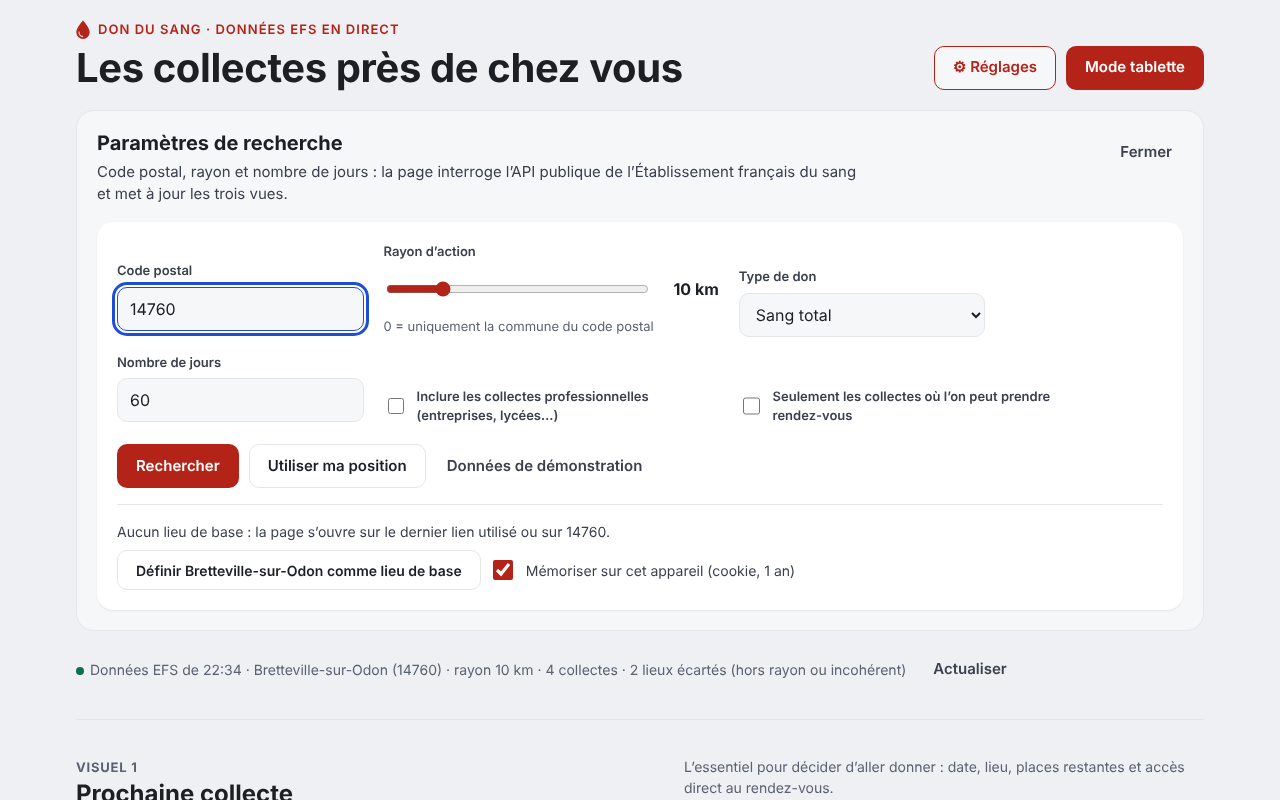 DON DU SANG · DONNÉES EFS EN DIRECT
Les collectes près de chez vous
⚙ Réglages
Mode tablette
Paramètres de recherche
Fermer
Code postal, rayon et nombre de jours : la page interroge l’API publique de l’Établissement français du sang
et met à jour les trois vues.
Code postal
14760
Rayon d’action
10 km
0 = uniquement la commune du code postal
Type de don
Sang total
Nombre de jours
60
Inclure les collectes professionnelles
(entreprises, lycées…)
Seulement les collectes où l’on peut prendre
rendez-vous
Rechercher
Utiliser ma position
Données de démonstration
Aucun lieu de base : la page s’ouvre sur le dernier lien utilisé ou sur 14760.
Définir Bretteville-sur-Odon comme lieu de base
Mémoriser sur cet appareil (cookie, 1 an)
Données EFS de 22:34 · Bretteville-sur-Odon (14760) · rayon 10 km · 4 collectes · 2 lieux écartés (hors rayon ou incohérent)
Actualiser
VISUEL 1
Prochaine collecte
L’essentiel pour décider d’aller donner : date, lieu, places restantes et accès
direct au rendez-vous.